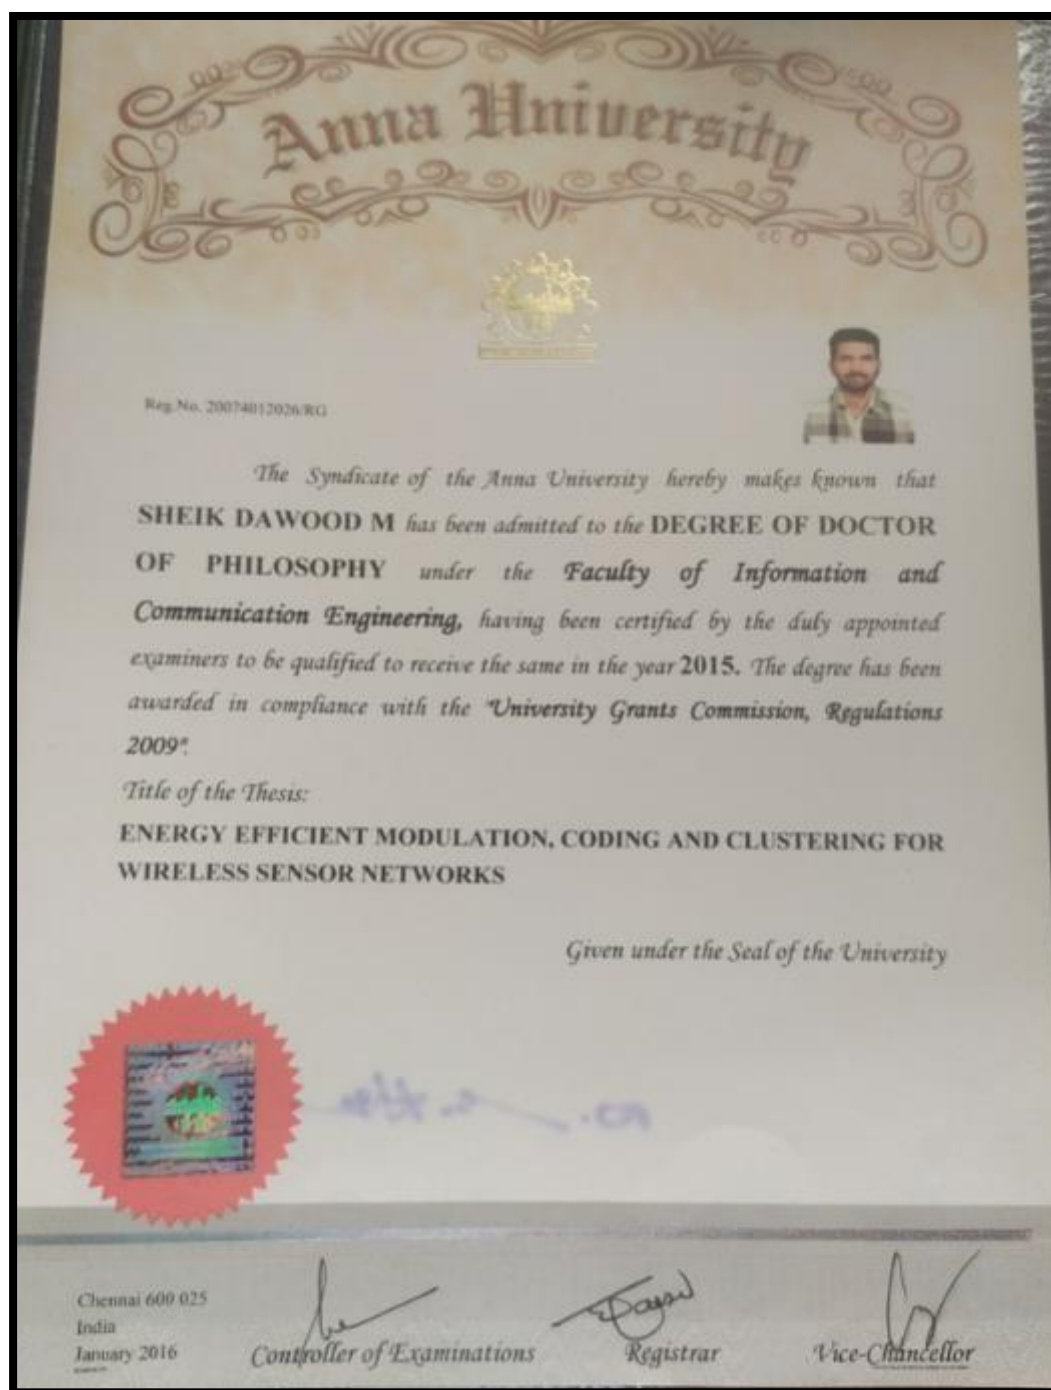 Anna University
Reg.No. 20074012026/RG
The Syndicate of the Anna University hereby makes known that
SHEIK DAWOOD M has been admitted to the DEGREE OF DOCTOR
OF PHILOSOPHY under the Faculty of Information and
Communication Engineering, having been certified by the duly appointed
examiners to be qualified to receive the same in the year 2015. The degree has been
awarded in compliance with the "University Grants Commission, Regulations
2009".
Title of the Thesis:
ENERGY EFFICIENT MODULATION, CODING AND CLUSTERING FOR
WIRELESS SENSOR NETWORKS
Given under the Seal of the University
Chennai 600 025
India
January 2016
Controller of Examinations
Registrar
Vice-Chancellor